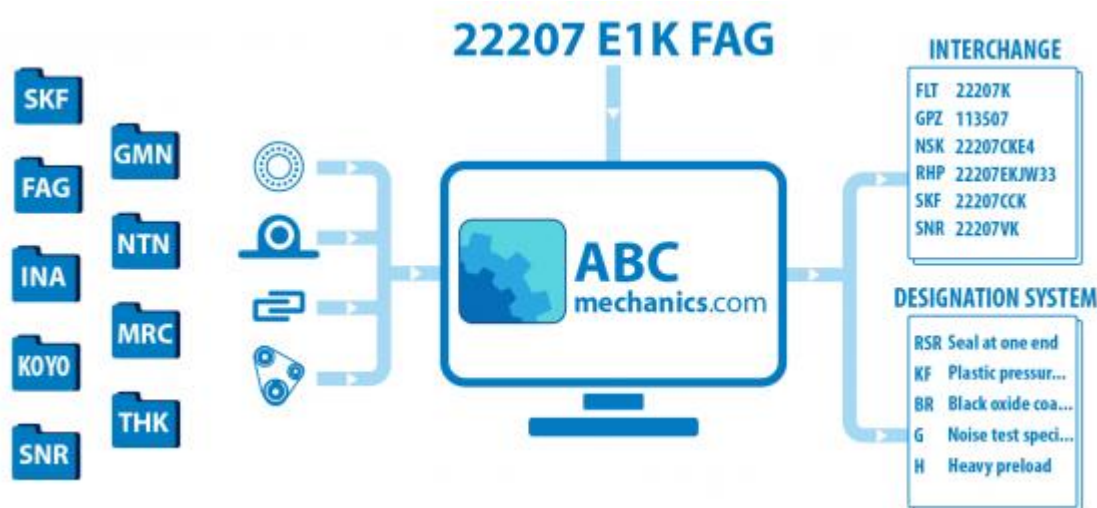 22207 E1K FAG
SKF
GMN
FAG
NTN
INA
MRC
KOYO
THK
SNR
ABC
mechanics.com
INTERCHANGE
FLT 22207K
GPZ 113507
NSK 22207CKE4
RHP 22207EKJW33
SKF 22207CCK
SNR 22207VK
DESIGNATION SYSTEM
RSR Seal at one end
KF Plastic pressur...
BR Black oxide coa...
G Noise test speci...
H Heavy preload